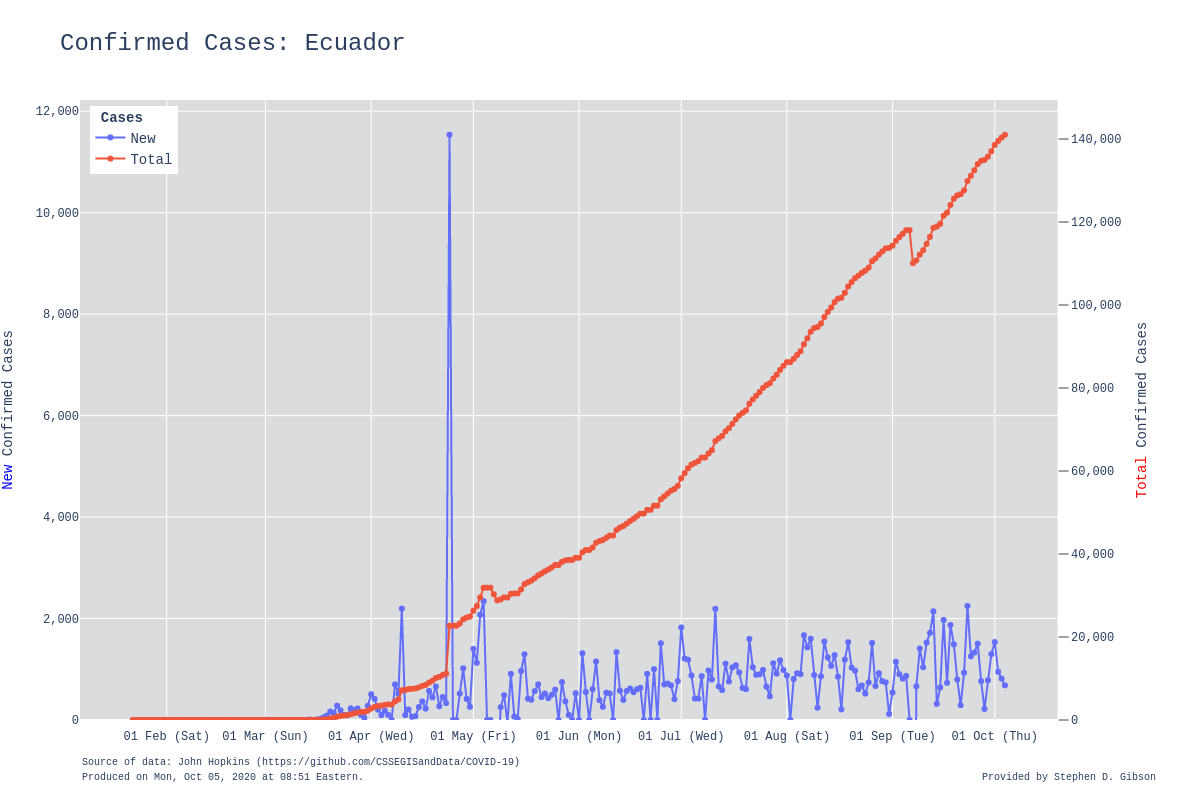 Confirmed Cases: Ecuador
Cases
New
Total
12,000
10,000
8,000
6,000
4,000
2,000
0
New Confirmed Cases
140,000
120,000
100,000
80,000
60,000
40,000
20,000
0
Total Confirmed Cases
01 Feb (Sat) 01 Mar (Sun) 01 Apr (Wed) 01 May (Fri) 01 Jun (Mon) 01 Jul (Wed) 01 Aug (Sat) 01 Sep (Tue) 01 Oct (Thu)
Source of data: John Hopkins (https://github.com/CSSEGISandData/COVID-19)
Produced on Mon, Oct 05, 2020 at 08:51 Eastern.
Provided by Stephen D. Gibson